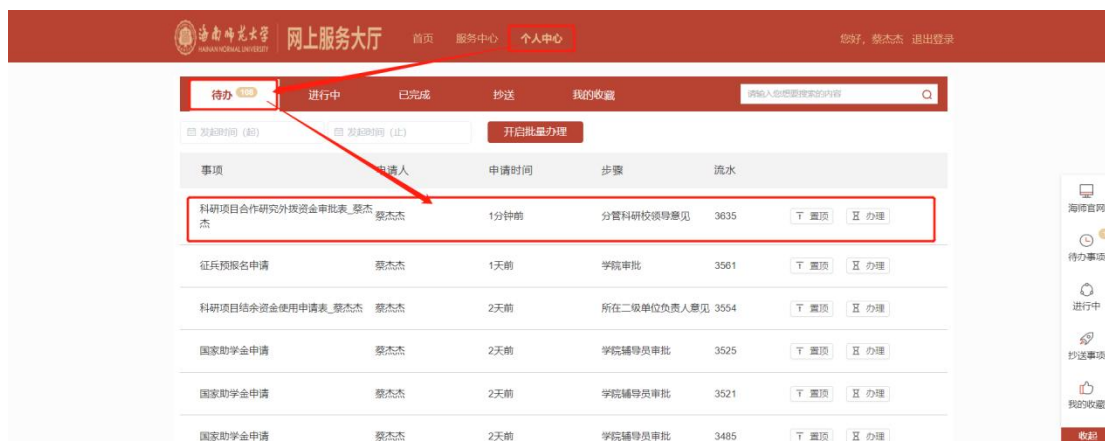 海南师范大学 网上服务大厅 首页 服务中心 个人中心 您好，蔡杰杰 退出登录
HAINAN NORMAL UNIVERSITY
待办 108 进行中 已完成 抄送 我的收藏 请输入您想要搜索的内容
发起时间（起） 发起时间（止） 开启批量办理
事项 申请人 申请时间 步骤 流水
科研项目合作研究外拨资金审批表_蔡杰
杰 蔡杰杰 1分钟前 分管科研校领导意见 3635 置顶 办理
征兵预报名申请 蔡杰杰 1天前 学院审批 3561 置顶 办理
科研项目结余资金使用申请表_蔡杰杰 蔡杰杰 2天前 所在二级单位负责人意见 3554 置顶 办理
国家助学金申请 蔡杰杰 2天前 学院辅导员审批 3525 置顶 办理
国家助学金申请 蔡杰杰 2天前 学院辅导员审批 3521 置顶 办理
国家助学金申请 蔡杰杰 2天前 学院辅导员审批 3485 置顶 办理
海师官网
待办事项
进行中
抄送事项
我的收藏
收起